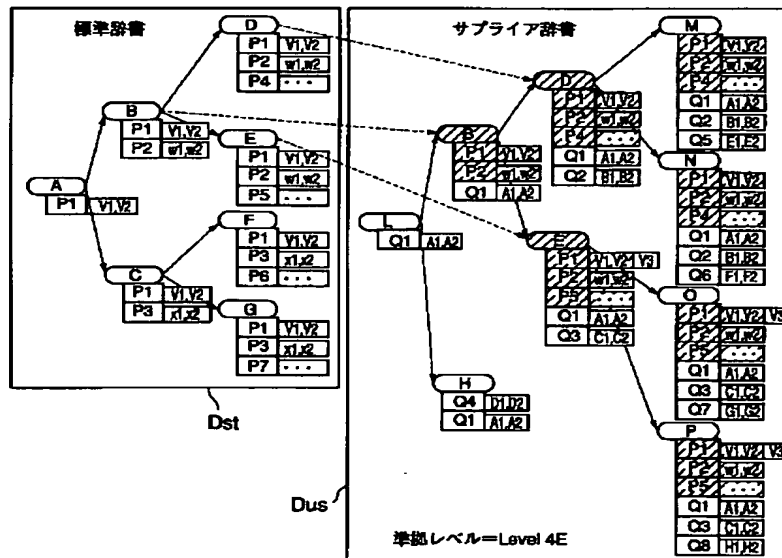 標準辞書
A
P1 V1,V2
B
P1 V1,V2
P2 w1,w2
C
P1 V1,V2
P3 x1,x2
D
P1 V1,V2
P2 w1,w2
P4 ・・・
E
P1 V1,V2
P2 w1,w2
P5 ・・・
F
P1 V1,V2
P3 x1,x2
P6 ・・・
G
P1 V1,V2
P3 x1,x2
P7 ・・・
Dst
サプライア辞書
L
Q1 A1,A2
B
P1 V1,V2
P2 w1,w2
Q1 A1,A2
H
Q4 D1,D2
Q1 A1,A2
D
P1 V1,V2
P2 w1,w2
P4 ・・・
Q1 A1,A2
Q2 B1,B2
E
P1 V1,V2 V3
P2 w1,w2
P5 ・・・
Q1 A1,A2
Q3 C1,C2
M
P1 V1,V2
P2 w1,w2
P4 ・・・
Q1 A1,A2
Q2 B1,B2
Q5 E1,E2
N
P1 V1,V2
P2 w1,w2
P4 ・・・
Q1 A1,A2
Q2 B1,B2
Q6 F1,F2
O
P1 V1,V2 V3
P2 w1,w2
P5 ・・・
Q1 A1,A2
Q3 C1,C2
Q7 G1,G2
P
P1 V1,V2 V3
P2 w1,w2
P5 ・・・
Q1 A1,A2
Q3 C1,C2
Q8 H1,H2
Dus
準拠レベル=Level 4E